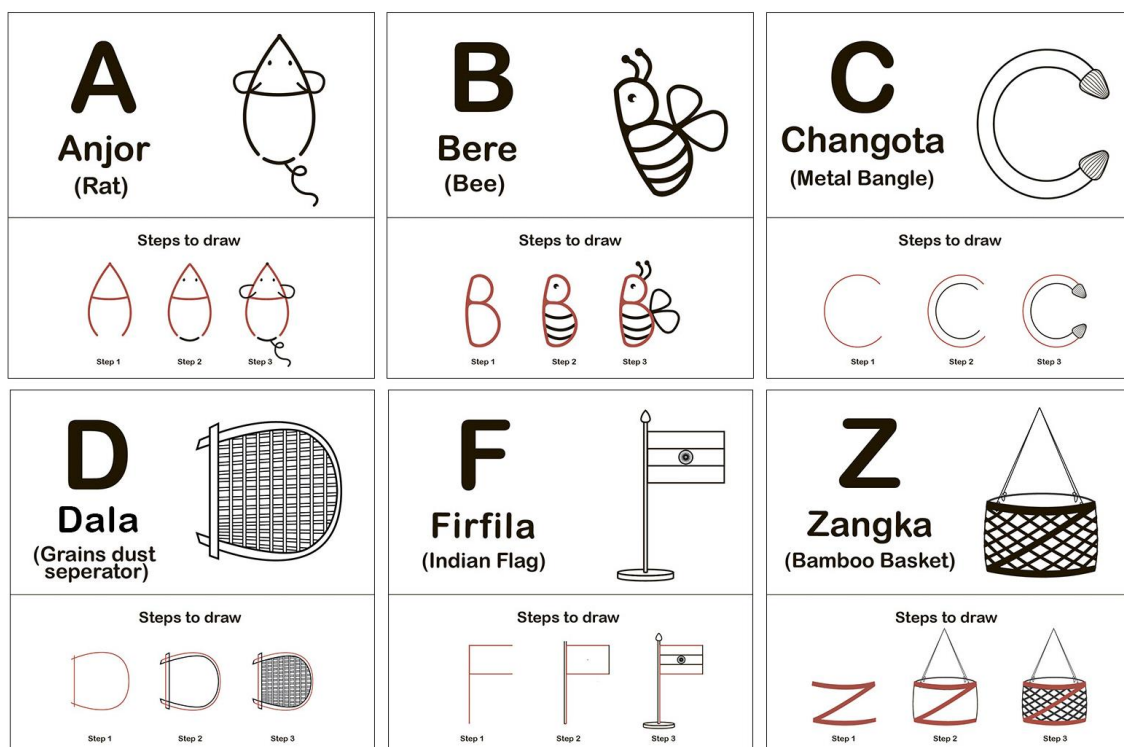 A
Anjor
(Rat)
Steps to draw
Step 1
Step 2
Step 3
B
Bere
(Bee)
Steps to draw
Step 1
Step 2
Step 3
C
Changota
(Metal Bangle)
Steps to draw
Step 1
Step 2
Step 3
D
Dala
(Grains dust
seperator)
Steps to draw
Step 1
Step 2
Step 3
F
Firfila
(Indian Flag)
Steps to draw
Step 1
Step 2
Step 3
Z
Zangka
(Bamboo Basket)
Steps to draw
Step 1
Step 2
Step 3